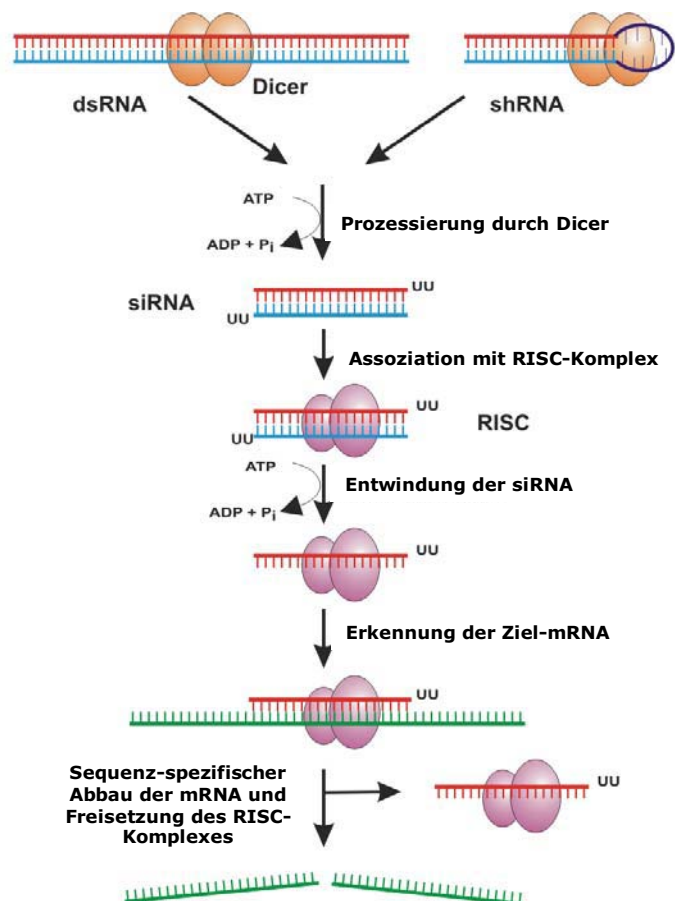 Dicer
dsRNA
shRNA
ATP
Prozessierung durch Dicer
ADP + Pi
siRNA
UU
UU
Assoziation mit RISC-Komplex
UU
RISC
UU
ATP
Entwindung der siRNA
ADP + Pi
UU
Erkennung der Ziel-mRNA
UU
Sequenz-spezifischer
Abbau der mRNA und
Freisetzung des RISC-
Komplexes
UU